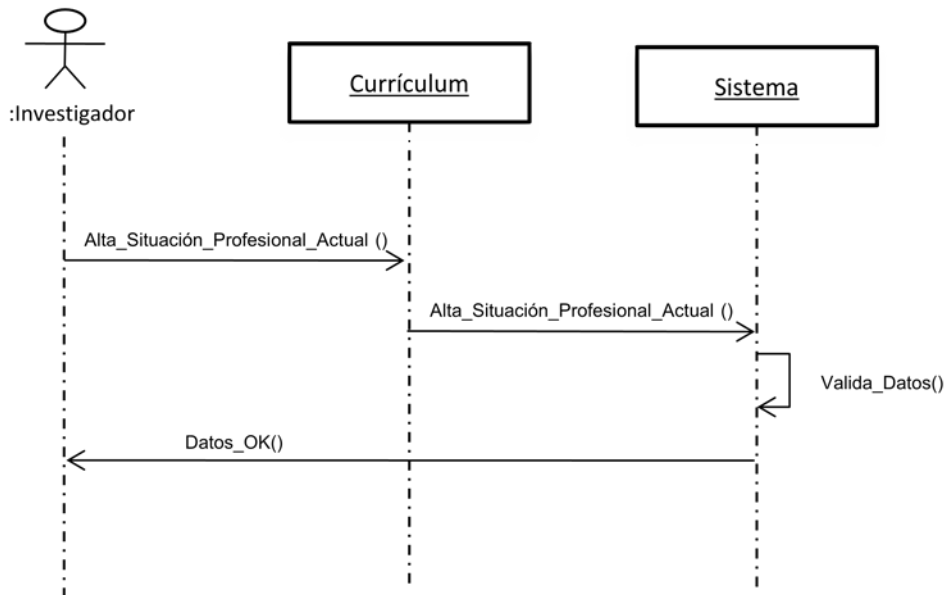 :Investigador
Currículum
Sistema
Alta_Situación_Profesional_Actual ()
Alta_Situación_Profesional_Actual ()
Valida_Datos()
Datos_OK()